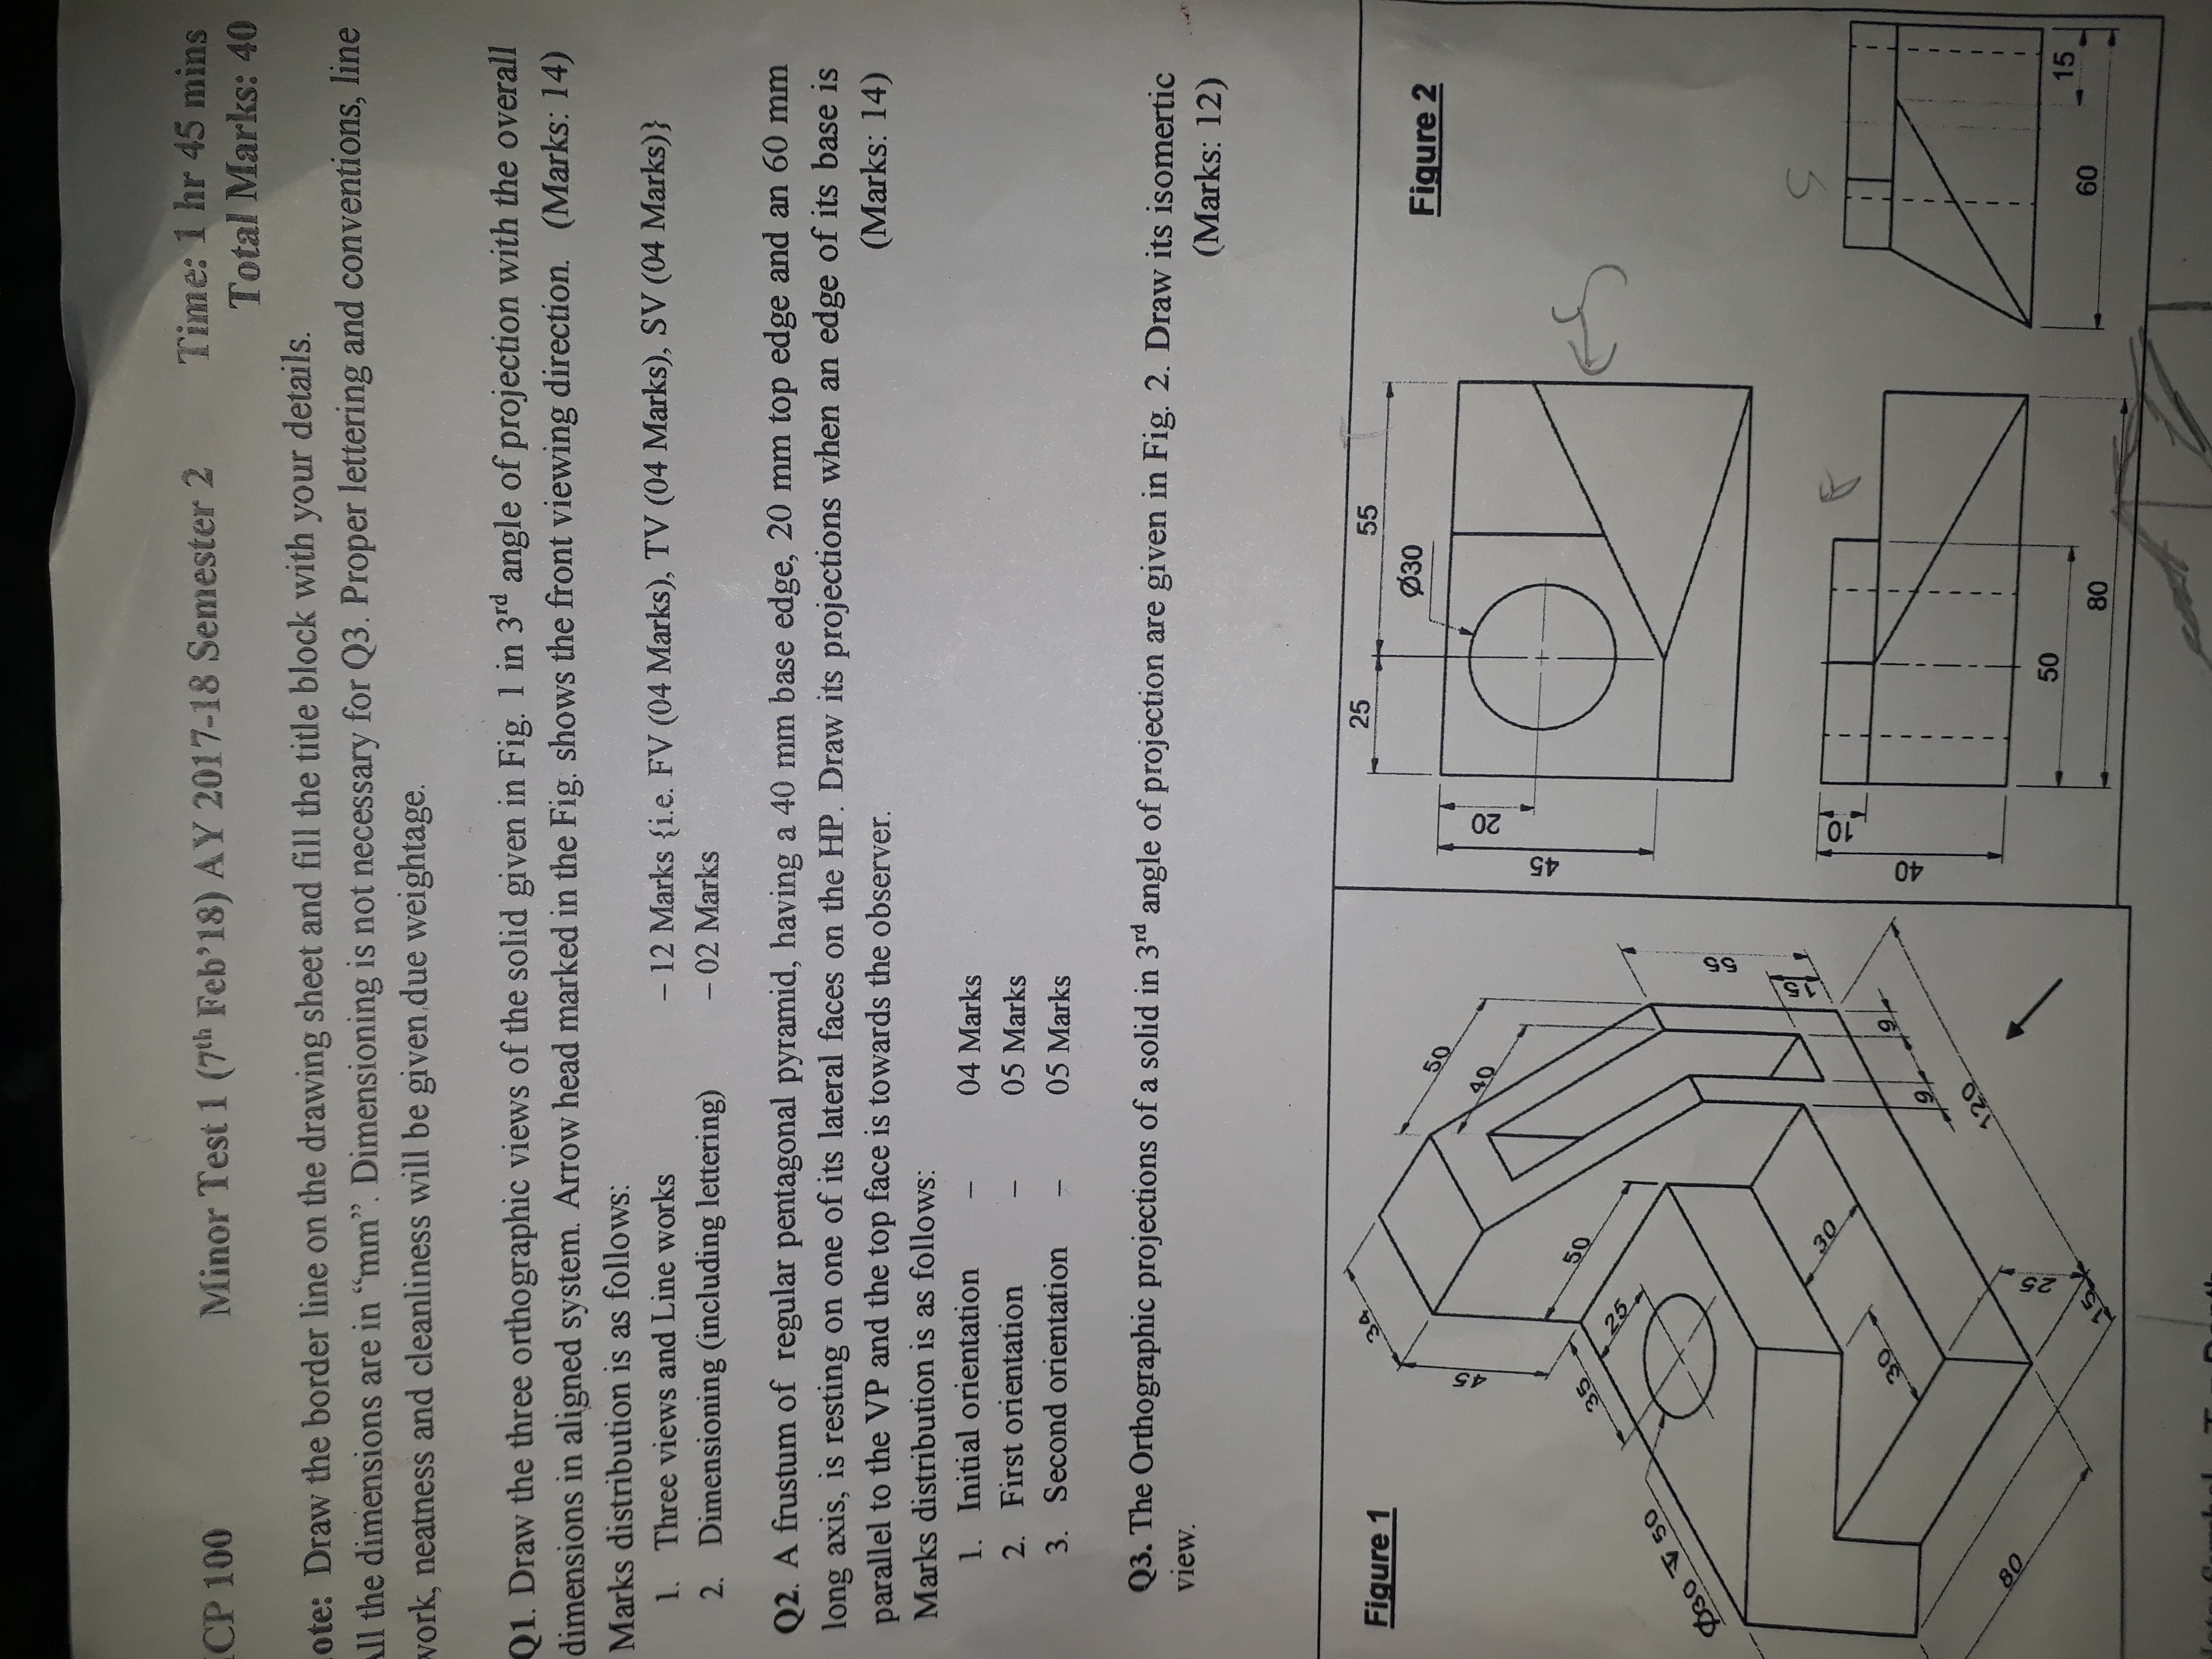 CP 100
Minor Test 1 (7th Feb'18) AY 2017-18 Semester 2
Time: 1 hr 45 mins
Total Marks: 40
ote: Draw the border line on the drawing sheet and fill the title block with your details.
All the dimensions are in "mm". Dimensioning is not necessary for Q3. Proper lettering and conventions, line
work, neatness and cleanliness will be given due weightage.
Q1. Draw the three orthographic views of the solid given in Fig. 1 in 3rd angle of projection with the overall
dimensions in aligned system. Arrow head marked in the Fig. shows the front viewing direction. (Marks: 14)
Marks distribution is as follows:
1. Three views and Line works – 12 Marks {i.e. FV (04 Marks), TV (04 Marks), SV (04 Marks)}
2. Dimensioning (including lettering) – 02 Marks
Q2. A frustum of regular pentagonal pyramid, having a 40 mm base edge, 20 mm top edge and an 60 mm
long axis, is resting on one of its lateral faces on the HP. Draw its projections when an edge of its base is
parallel to the VP and the top face is towards the observer. (Marks: 14)
Marks distribution is as follows:
1. Initial orientation – 04 Marks
2. First orientation – 05 Marks
3. Second orientation – 05 Marks
Q3. The Orthographic projections of a solid in 3rd angle of projection are given in Fig. 2. Draw its isomertic
view.
(Marks: 12)
Figure 1
34
45
50
40
35
50
25
Ø30 ↧ 50
55
15
30
30
9
9
120
80
25
15
Figure 2
25
55
Ø30
20
45
T
S
10
40
F
S
50
80
15
60